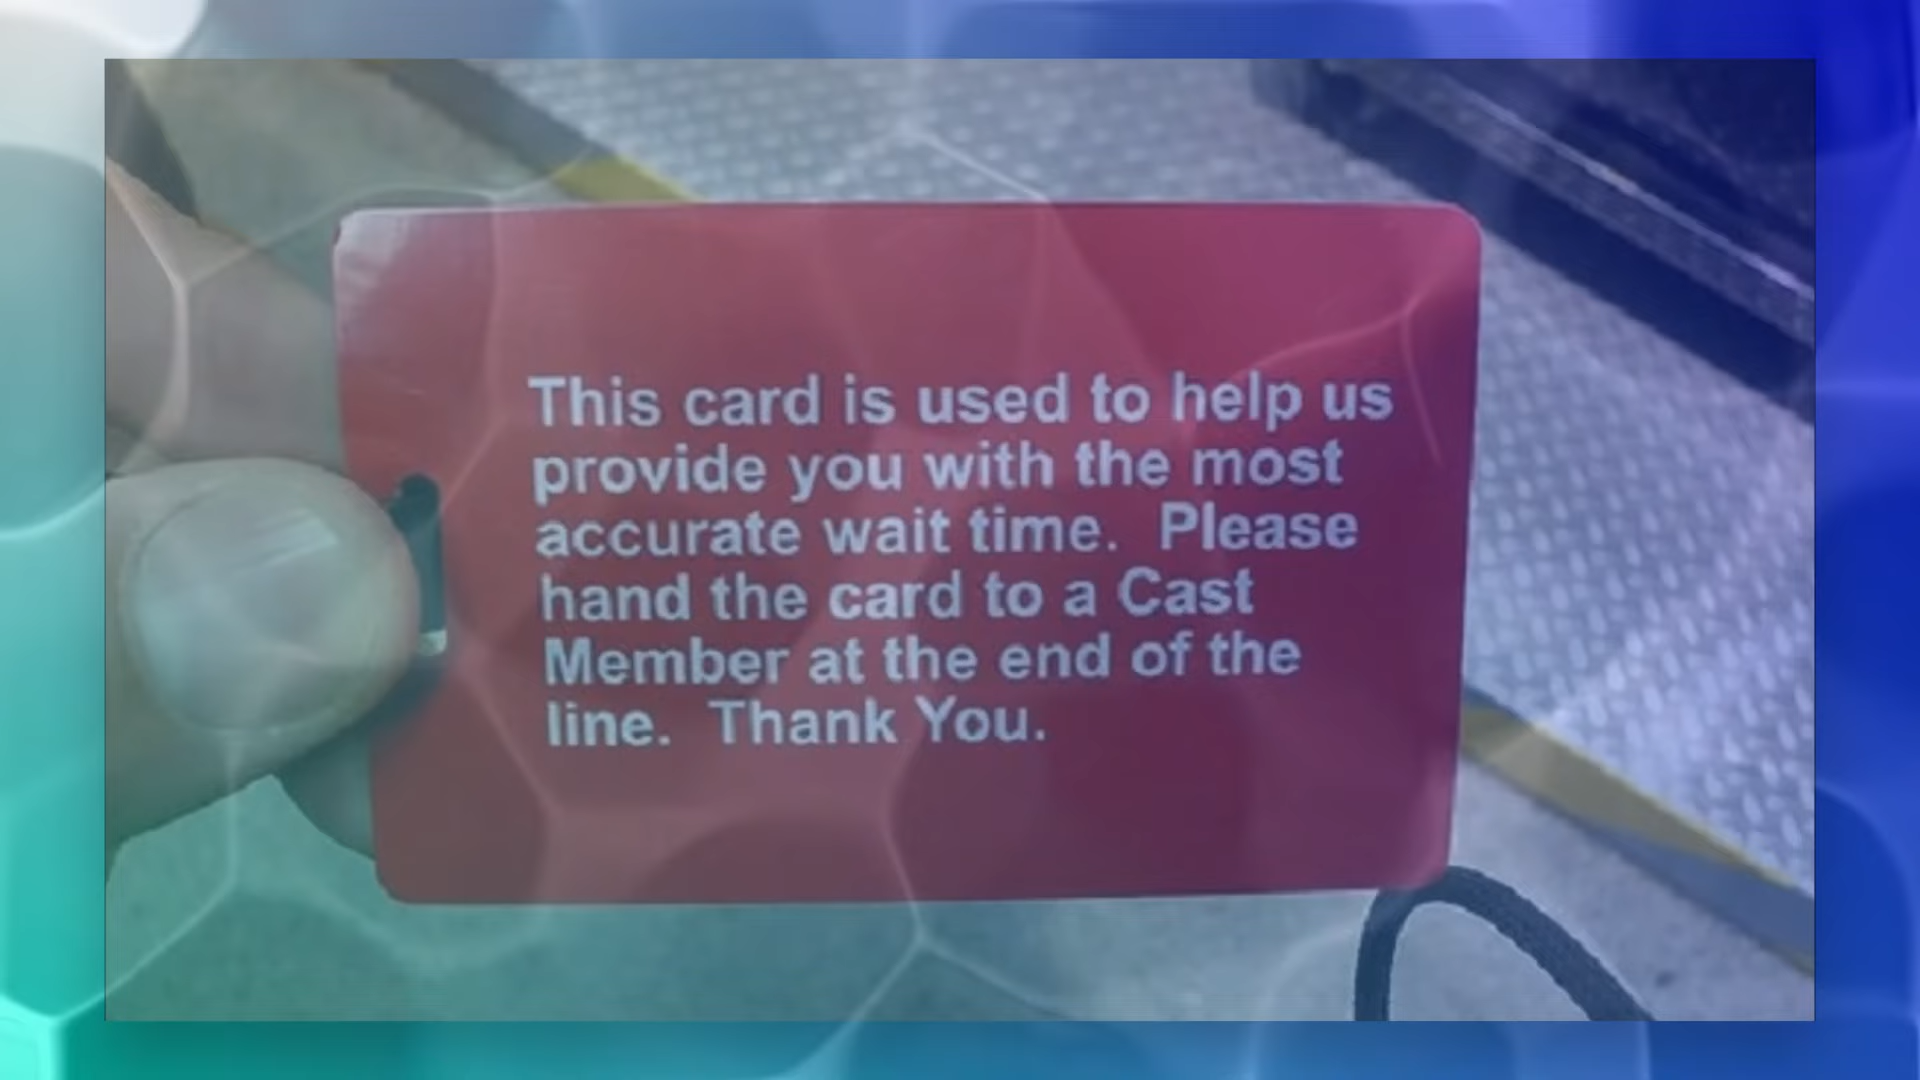 This card is used to help us
provide you with the most
accurate wait time.  Please
hand the card to a Cast
Member at the end of the
line.  Thank You.